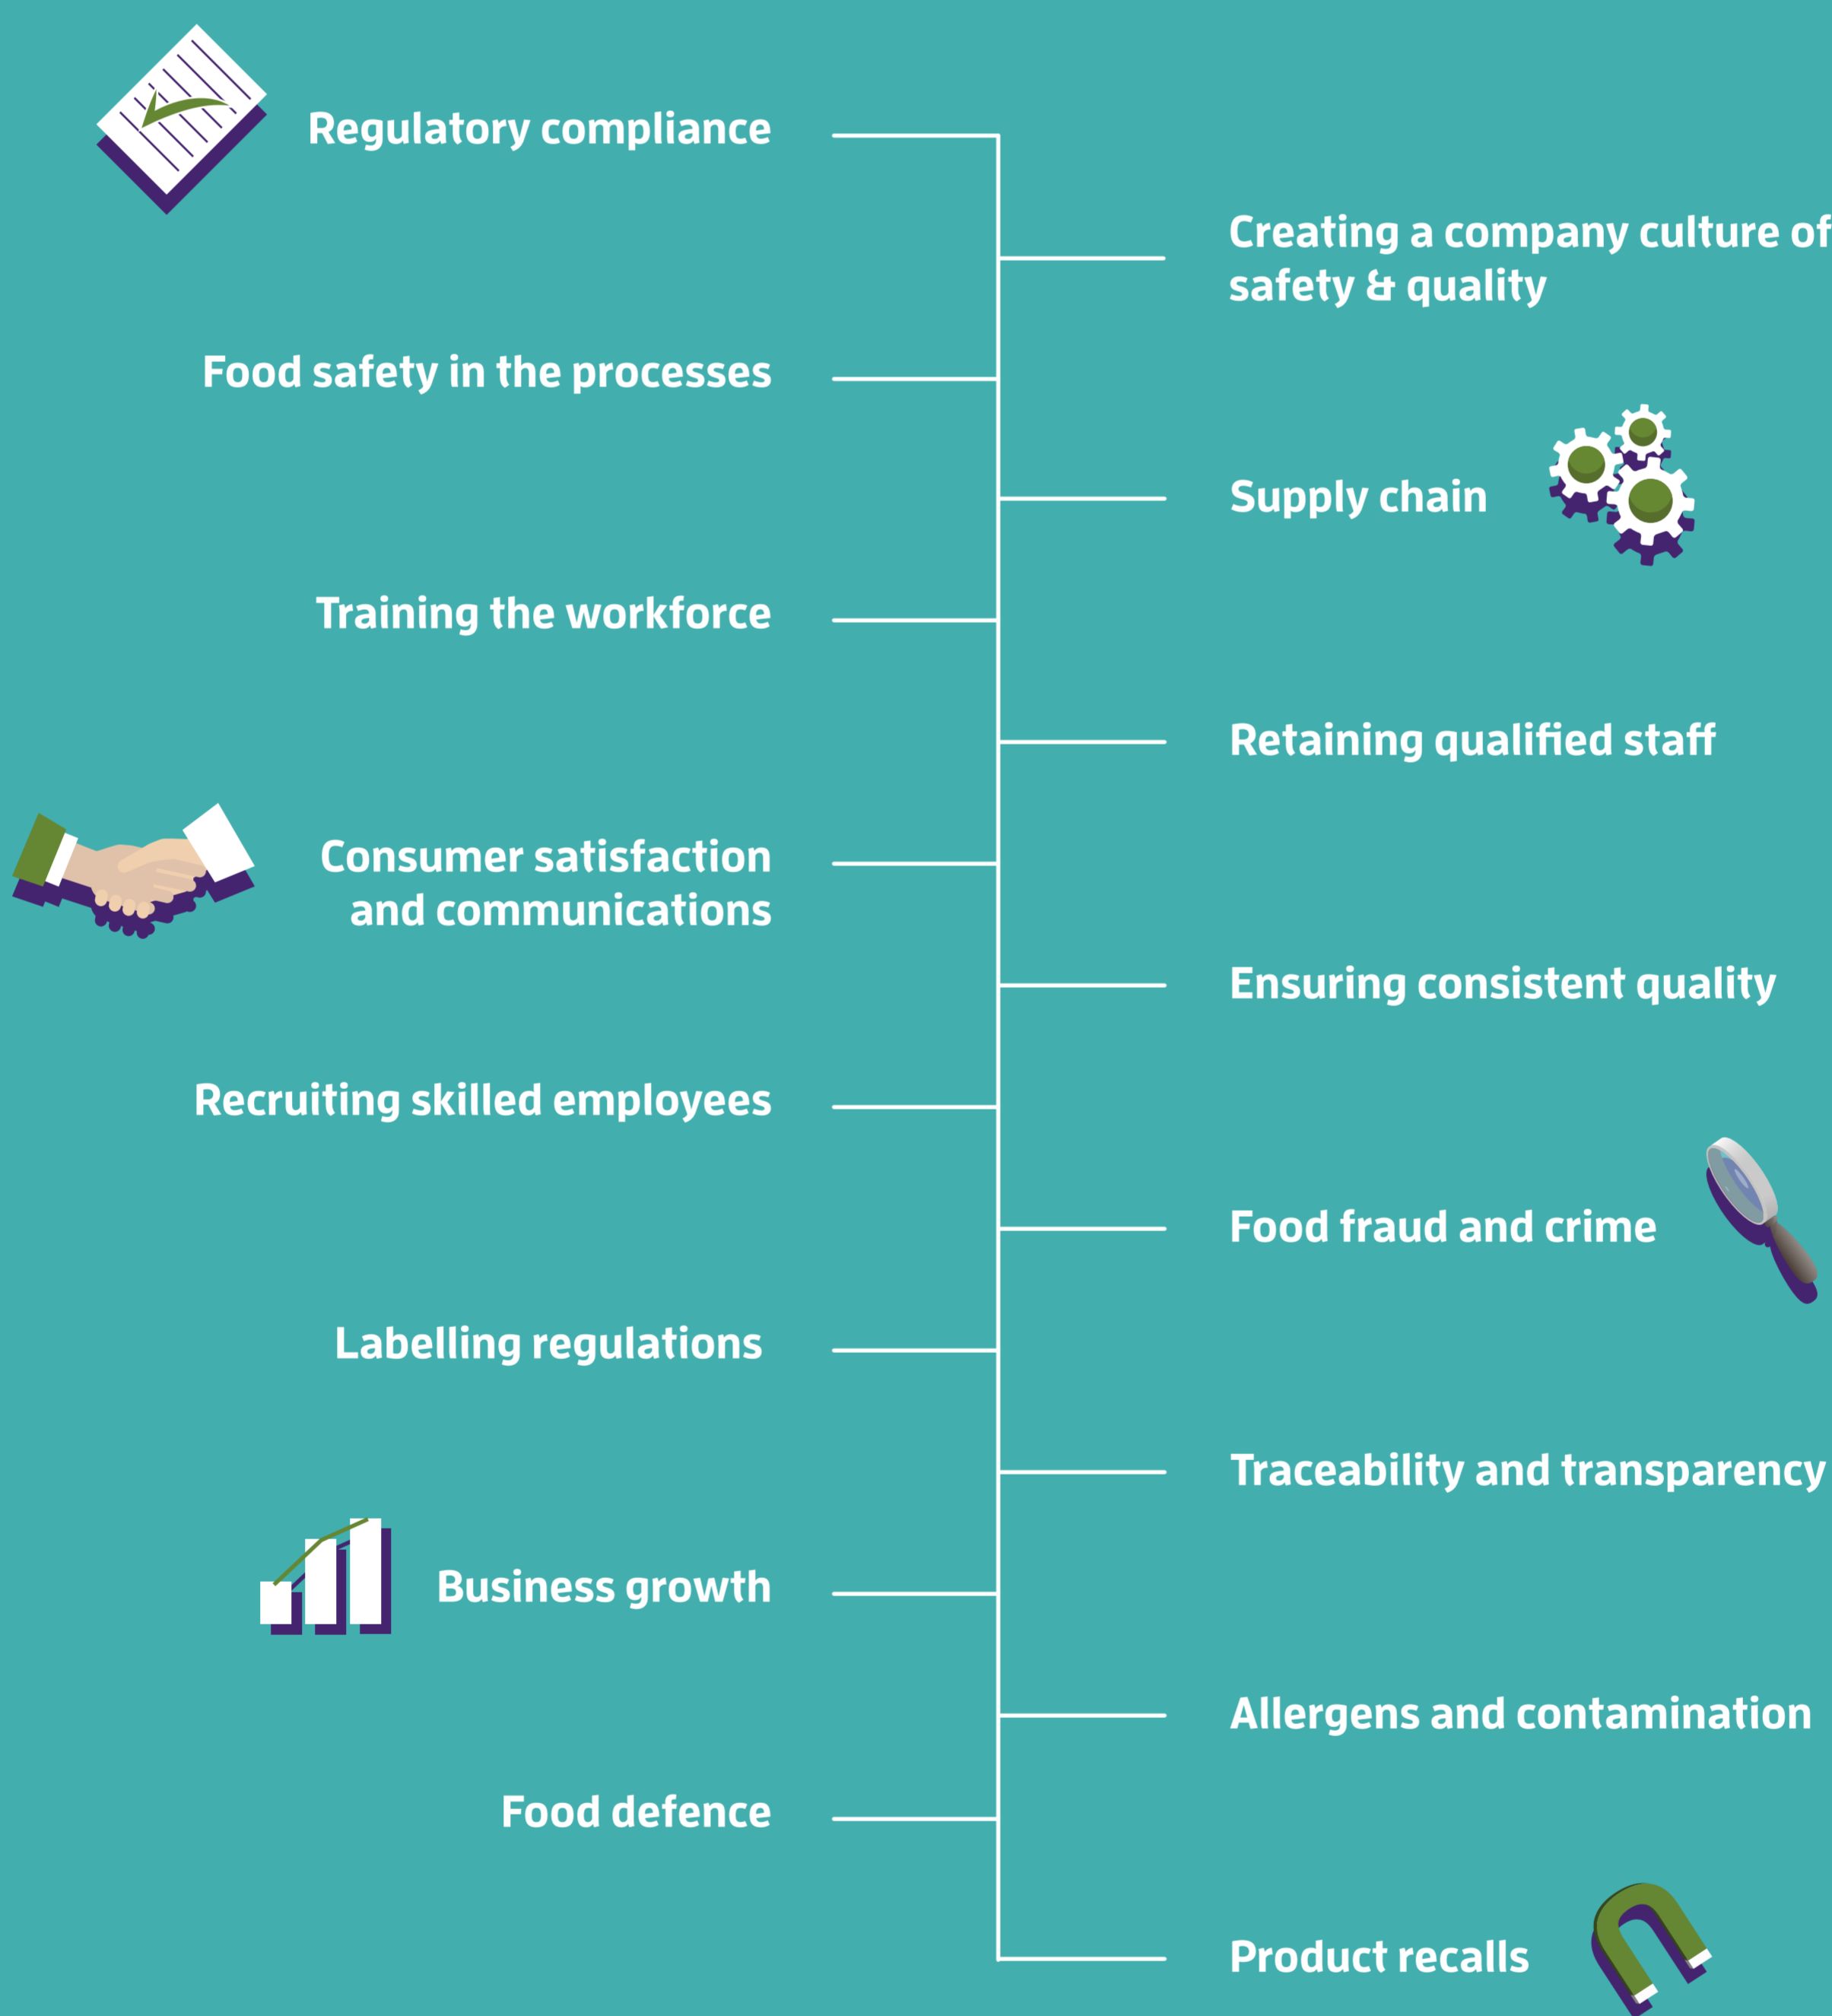 Regulatory compliance
Creating a company culture of
safety & quality
Food safety in the processes
Supply chain
Training the workforce
Retaining qualified staff
Consumer satisfaction
and communications
Ensuring consistent quality
Recruiting skilled employees
Food fraud and crime
Labelling regulations
Traceability and transparency
Business growth
Allergens and contamination
Food defence
Product recalls